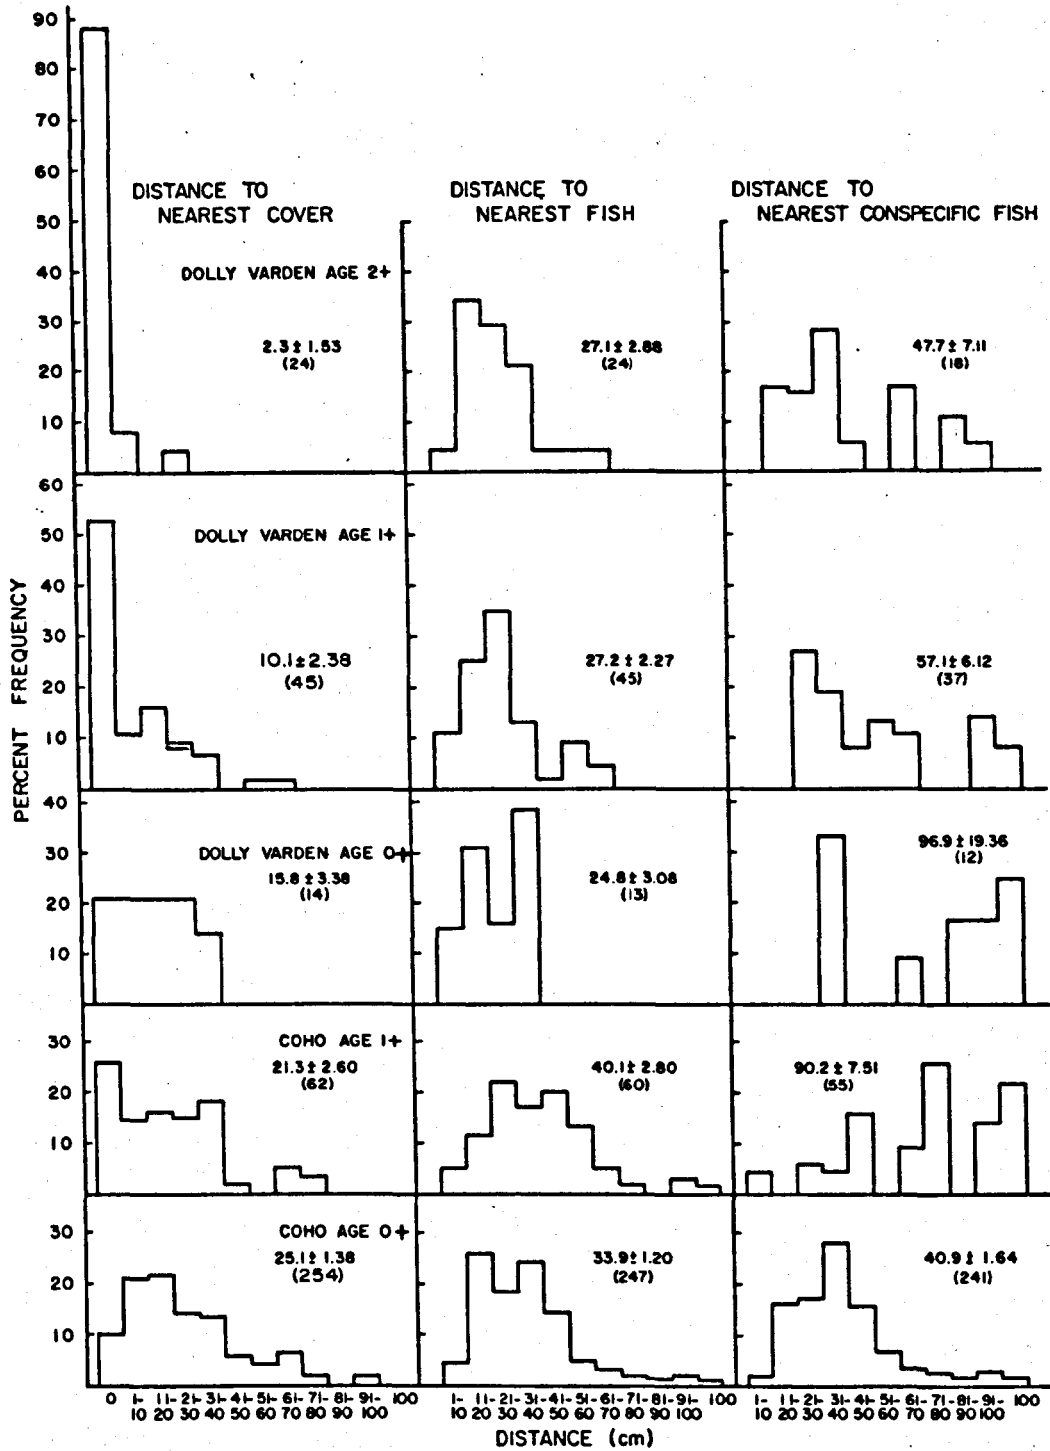 90
80
70
60
50
40
30
20
10
DISTANCE TO
NEAREST COVER
DISTANCE TO
NEAREST FISH
DISTANCE TO
NEAREST CONSPECIFIC FISH
DOLLY VARDEN AGE 2+
2.3 ± 1.53
(24)
27.1 ± 2.88
(24)
47.7 ± 7.11
(18)
60
50
40
30
20
10
DOLLY VARDEN AGE 1+
10.1 ± 2.38
(45)
27.2 ± 2.27
(45)
57.1 ± 6.12
(37)
PERCENT FREQUENCY
40
30
20
10
DOLLY VARDEN AGE 0+
15.8 ± 3.38
(14)
24.8 ± 3.08
(13)
96.9 ± 19.36
(12)
30
20
10
COHO AGE 1+
21.3 ± 2.60
(62)
40.1 ± 2.80
(60)
90.2 ± 7.51
(55)
30
20
10
COHO AGE 0+
25.1 ± 1.38
(254)
33.9 ± 1.20
(247)
40.9 ± 1.64
(241)
0 1-10 11-20 21-30 31-40 41-50 51-60 61-70 71-80 81-90 91-100 100
1-10 11-20 21-30 31-40 41-50 51-60 61-70 71-80 81-90 91-100
1-10 11-20 21-30 31-40 41-50 51-60 61-70 71-80 81-90 91-100 100
DISTANCE (cm)